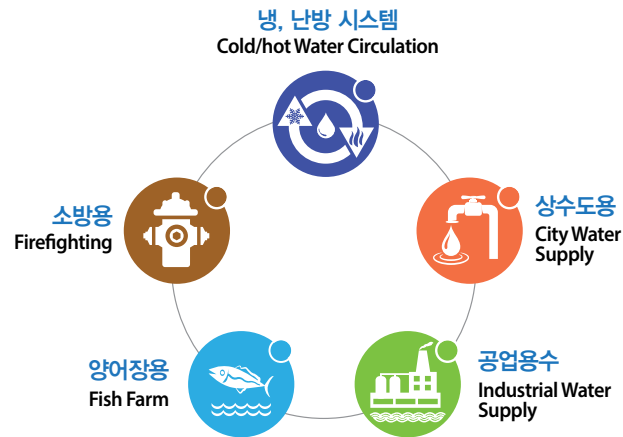 냉, 난방 시스템
Cold/hot Water Circulation
소방용
Firefighting
상수도용
City Water
Supply
양어장용
Fish Farm
공업용수
Industrial Water
Supply